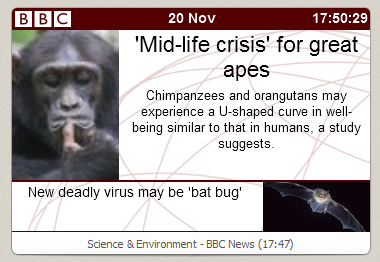 BBC 20 Nov 17:50:29
'Mid-life crisis' for great
apes
Chimpanzees and orangutans may
experience a U-shaped curve in well-
being similar to that in humans, a study
suggests.
New deadly virus may be 'bat bug'
Science & Environment - BBC News (17:47)